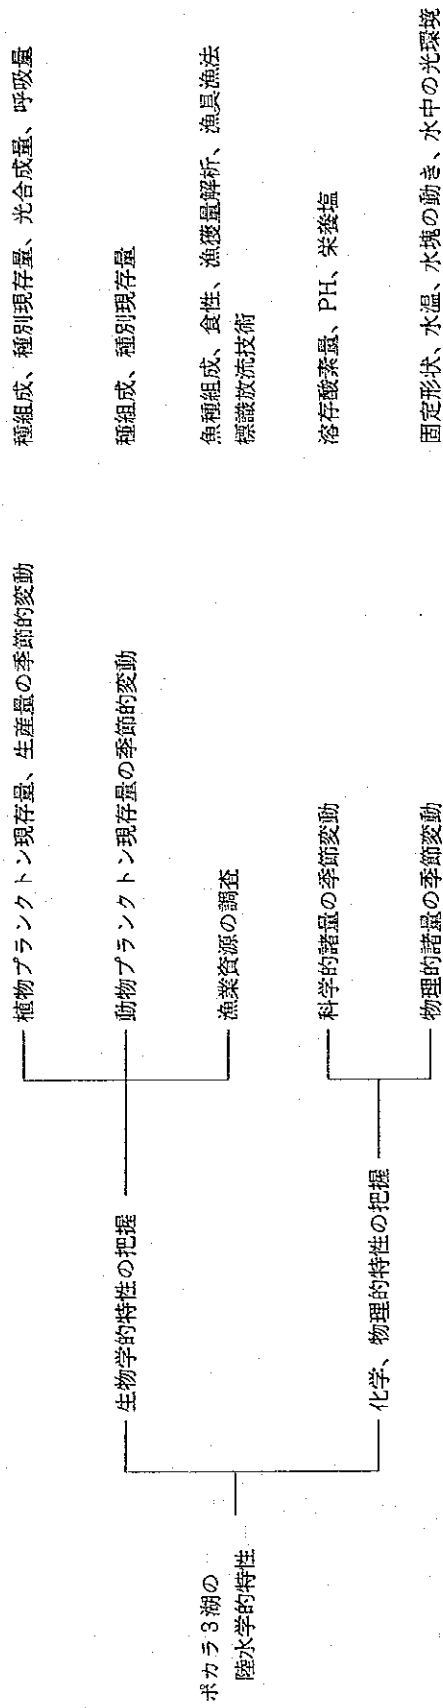 ポカラ3湖の
陸水学的特性
生物学的特性の把握
植物プランクトン現存量、生産量の季節的変動
種組成、種別現存量、光合成量、呼吸量
動物プランクトン現存量の季節的変動
種組成、種別現存量
漁業資源の調査
魚種組成、食性、漁獲量解析、漁具漁法
標識放流技術
化学、物理的特性の把握
科学的諸量の季節変動
溶存酸素量、PH、栄養塩
物理的諸量の季節変動
固定形状、水温、水塊の動き、水中の光環境